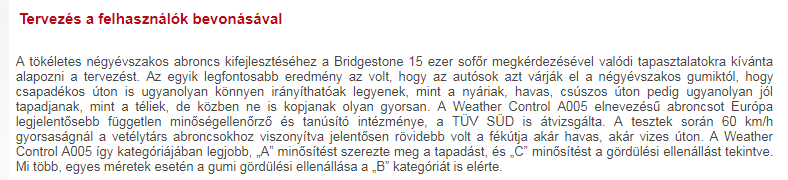 Tervezés a felhasználók bevonásával
A tökéletes négyévszakos abroncs kifejlesztéséhez a Bridgestone 15 ezer sofőr megkérdezésével valódi tapasztalatokra kívánta
alapozni a tervezést. Az egyik legfontosabb eredmény az volt, hogy az autósok azt várják el a négyévszakos gumiktól, hogy
csapadékos úton is ugyanolyan könnyen irányíthatóak legyenek, mint a nyáriak, havas, csúszos úton pedig ugyanolyan jól
tapadjanak, mint a téliek, de közben ne is kopjanak olyan gyorsan. A Weather Control A005 elnevezésű abroncsot Európa
legjelentősebb független minőségellenőrző és tanúsító intézménye, a TÜV SÜD is átvizsgálta. A tesztek során 60 km/h
gyorsaságnál a vetélytárs abroncsokhoz viszonyítva jelentősen rövidebb volt a fékútja akár havas, akár vizes úton. A Weather
Control A005 így kategóriájában legjobb, „A” minősítést szerezte meg a tapadást, és „C” minősítést a gördülési ellenállást tekintve.
Mi több, egyes méretek esetén a gumi gördülési ellenállása a „B” kategóriát is elérte.